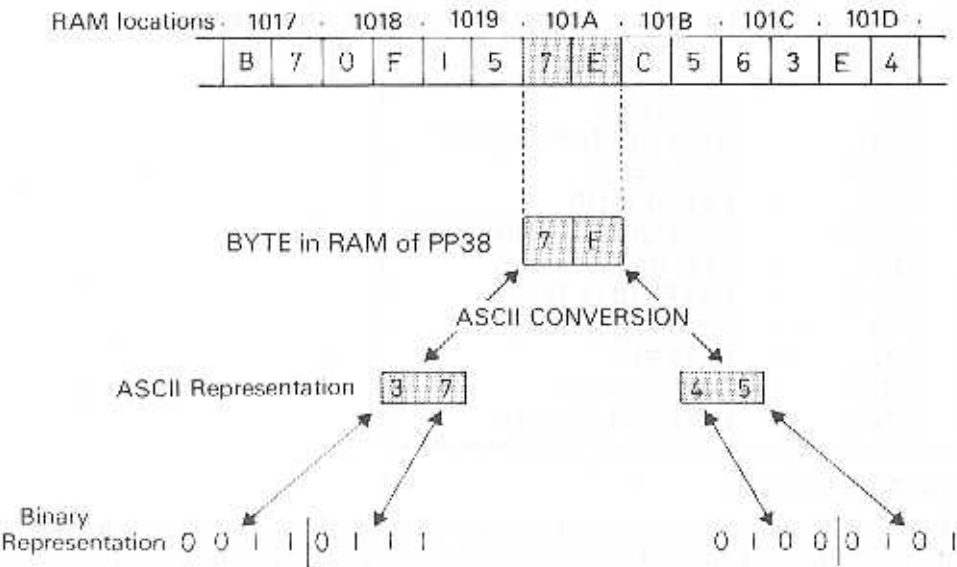 RAM locations · 1017 · 1018 · 1019 · 101A · 101B · 101C · 101D ·
B 7 0 F 1 5 7 E C 5 6 3 E 4
BYTE in RAM of PP38 7 E
ASCII CONVERSION
ASCII Representation 3 7 4 5
Binary
Representation 0 0 1 1 0 1 1 1 0 1 0 0 0 1 0 1